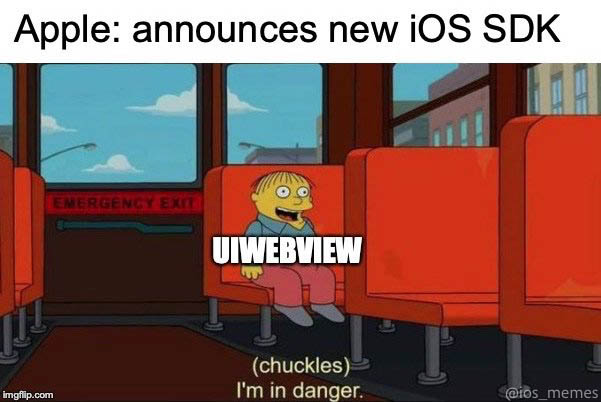 Apple: announces new iOS SDK
EMERGENCY EXIT
UIWEBVIEW
(chuckles)
I'm in danger.
imgflip.com
@ios_memes